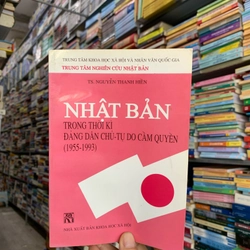 TRUNG TÂM KHOA HỌC XÃ HỘI VÀ NHÂN VĂN QUỐC GIA
TRUNG TÂM NGHIÊN CỨU NHẬT BẢN
TS. NGUYỄN THANH HIỀN
NHẬT BẢN
TRONG THỜI KÌ
ĐẢNG DÂN CHỦ-TỰ DO CẦM QUYỀN
(1955-1993)
NHÀ XUẤT BẢN KHOA HỌC XÃ HỘI